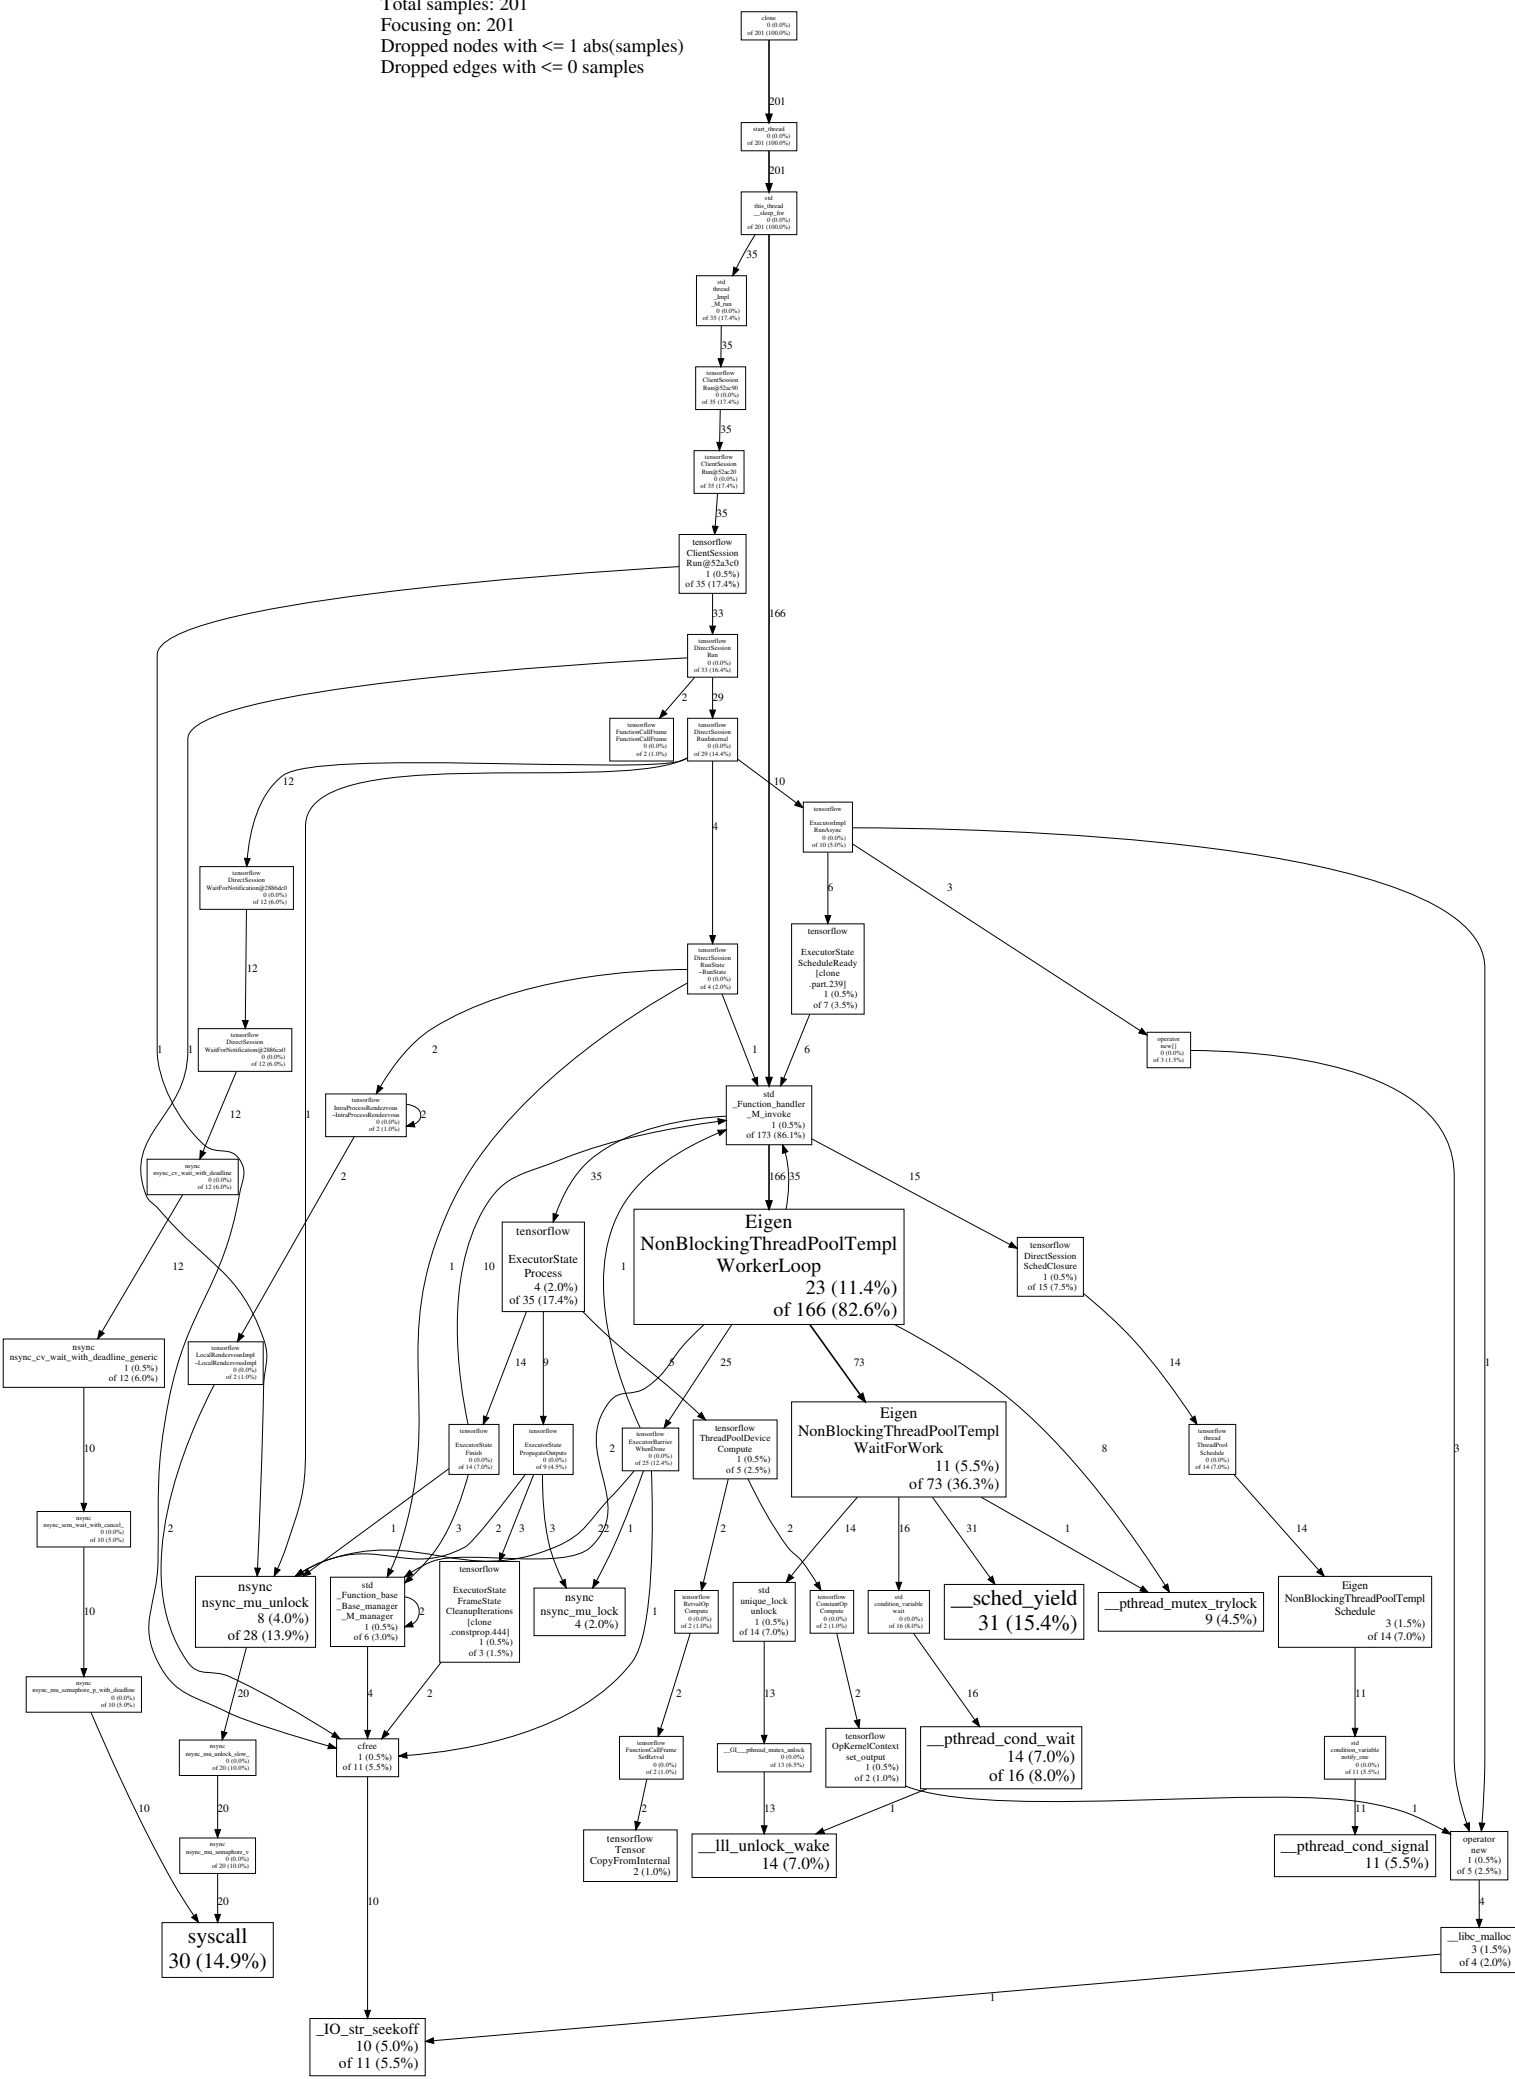 Total samples: 201
Focusing on: 201
Dropped nodes with <= 1 abs(samples)
Dropped edges with <= 0 samples
clone
0 (0.0%)
of 201 (100.0%)
201
start_thread
0 (0.0%)
of 201 (100.0%)
201
std
this_thread
__sleep_for
0 (0.0%)
of 201 (100.0%)
35
166
std
thread
_Impl
_M_run
0 (0.0%)
of 35 (17.4%)
35
tensorflow
ClientSession
Run@52ac90
0 (0.0%)
of 35 (17.4%)
35
tensorflow
ClientSession
Run@52ac20
0 (0.0%)
of 35 (17.4%)
35
tensorflow
ClientSession
Run@52a3c0
1 (0.5%)
of 35 (17.4%)
1
33
tensorflow
DirectSession
Run
0 (0.0%)
of 33 (16.4%)
1
2
29
tensorflow
FunctionCallFrame
FunctionCallFrame
0 (0.0%)
of 2 (1.0%)
tensorflow
DirectSession
RunInternal
0 (0.0%)
of 29 (14.4%)
12
1
4
10
tensorflow
ExecutorImpl
RunAsync
0 (0.0%)
of 10 (5.0%)
6
3
1
tensorflow
DirectSession
WaitForNotification@2886dc0
0 (0.0%)
of 12 (6.0%)
12
tensorflow
DirectSession
RunState
~RunState
0 (0.0%)
of 4 (2.0%)
2
1
1
tensorflow
ExecutorState
ScheduleReady
[clone
.part.239]
1 (0.5%)
of 7 (3.5%)
6
tensorflow
DirectSession
WaitForNotification@2886ca0
0 (0.0%)
of 12 (6.0%)
12
operator
new[]
0 (0.0%)
of 3 (1.5%)
3
tensorflow
IntraProcessRendezvous
~IntraProcessRendezvous
0 (0.0%)
of 2 (1.0%)
2
2
std
_Function_handler
_M_invoke
1 (0.5%)
of 173 (86.1%)
35
166
35
15
nsync
nsync_cv_wait_with_deadline
0 (0.0%)
of 12 (6.0%)
12
tensorflow
ExecutorState
Process
4 (2.0%)
of 35 (17.4%)
14
9
5
Eigen
NonBlockingThreadPoolTempl
WorkerLoop
23 (11.4%)
of 166 (82.6%)
2
25
73
8
tensorflow
DirectSession
SchedClosure
1 (0.5%)
of 15 (7.5%)
14
nsync
nsync_cv_wait_with_deadline_generic
1 (0.5%)
of 12 (6.0%)
10
tensorflow
LocalRendezvousImpl
~LocalRendezvousImpl
0 (0.0%)
of 2 (1.0%)
2
tensorflow
ExecutorState
Finish
0 (0.0%)
of 14 (7.0%)
10
1
3
tensorflow
ExecutorState
PropagateOutputs
0 (0.0%)
of 9 (4.5%)
2
3
3
tensorflow
ExecutorBarrier
WhenDone
0 (0.0%)
of 25 (12.4%)
1
22
1
1
tensorflow
ThreadPoolDevice
Compute
1 (0.5%)
of 5 (2.5%)
2
2
Eigen
NonBlockingThreadPoolTempl
WaitForWork
11 (5.5%)
of 73 (36.3%)
14
16
31
1
tensorflow
thread
ThreadPool
Schedule
0 (0.0%)
of 14 (7.0%)
14
nsync
nsync_sem_wait_with_cancel_
0 (0.0%)
of 10 (5.0%)
10
nsync
nsync_mu_unlock
8 (4.0%)
of 28 (13.9%)
20
std
_Function_base
_Base_manager
_M_manager
1 (0.5%)
of 6 (3.0%)
2
4
tensorflow
ExecutorState
FrameState
CleanupIterations
[clone
.constprop.444]
1 (0.5%)
of 3 (1.5%)
2
nsync
nsync_mu_lock
4 (2.0%)
tensorflow
RetvalOp
Compute
0 (0.0%)
of 2 (1.0%)
2
std
unique_lock
unlock
1 (0.5%)
of 14 (7.0%)
13
tensorflow
ConstantOp
Compute
0 (0.0%)
of 2 (1.0%)
2
std
condition_variable
wait
0 (0.0%)
of 16 (8.0%)
16
__sched_yield
31 (15.4%)
__pthread_mutex_trylock
9 (4.5%)
Eigen
NonBlockingThreadPoolTempl
Schedule
3 (1.5%)
of 14 (7.0%)
11
nsync
nsync_mu_semaphore_p_with_deadline
0 (0.0%)
of 10 (5.0%)
10
nsync
nsync_mu_unlock_slow_
0 (0.0%)
of 20 (10.0%)
20
cfree
1 (0.5%)
of 11 (5.5%)
10
tensorflow
FunctionCallFrame
SetRetval
0 (0.0%)
of 2 (1.0%)
2
__GI___pthread_mutex_unlock
0 (0.0%)
of 13 (6.5%)
13
tensorflow
OpKernelContext
set_output
1 (0.5%)
of 2 (1.0%)
1
__pthread_cond_wait
14 (7.0%)
of 16 (8.0%)
1
std
condition_variable
notify_one
0 (0.0%)
of 11 (5.5%)
11
nsync
nsync_mu_semaphore_v
0 (0.0%)
of 20 (10.0%)
20
tensorflow
Tensor
CopyFromInternal
2 (1.0%)
__lll_unlock_wake
14 (7.0%)
__pthread_cond_signal
11 (5.5%)
operator
new
1 (0.5%)
of 5 (2.5%)
4
syscall
30 (14.9%)
__libc_malloc
3 (1.5%)
of 4 (2.0%)
1
_IO_str_seekoff
10 (5.0%)
of 11 (5.5%)